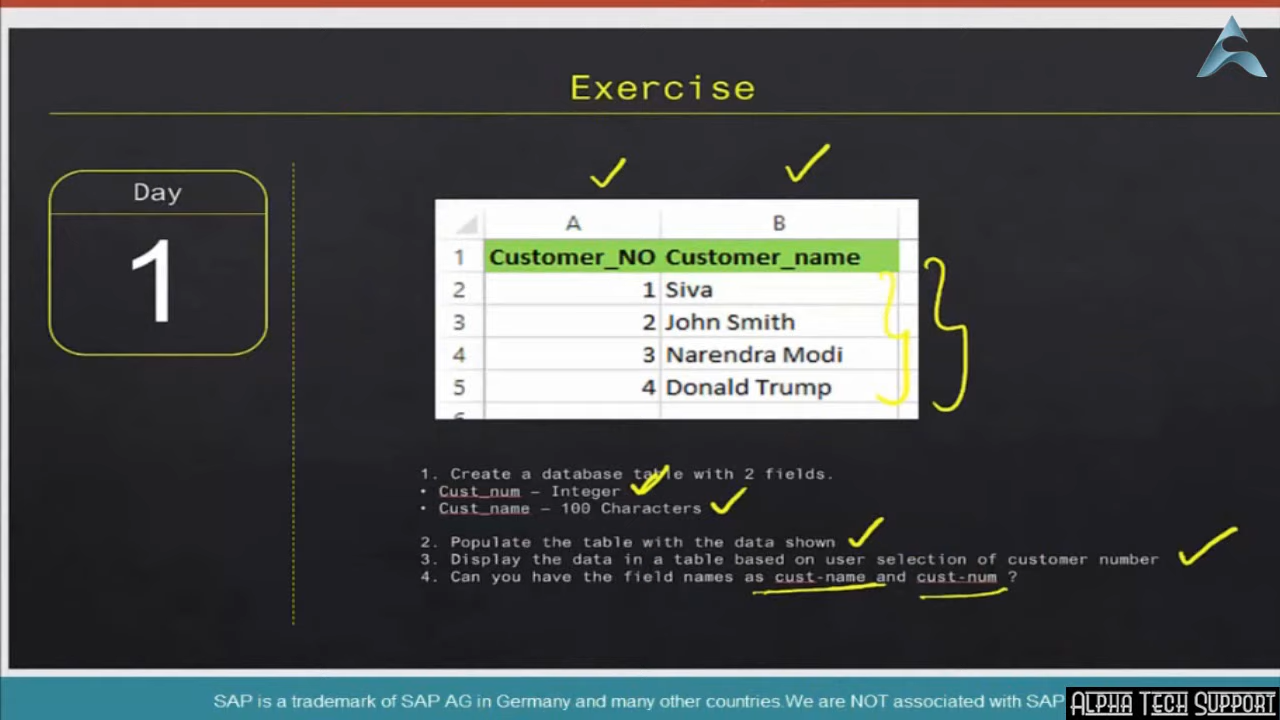 Exercise
Day
1
A B
1 Customer_NO Customer_name
2 1 Siva
3 2 John Smith
4 3 Narendra Modi
5 4 Donald Trump
1. Create a database table with 2 fields.
• Cust_num – Integer
• Cust_name – 100 Characters
2. Populate the table with the data shown
3. Display the data in a table based on user selection of customer number
4. Can you have the field names as cust-name and cust-num ?
SAP is a trademark of SAP AG in Germany and many other countries.We are NOT associated with SAP
Alpha Tech Support